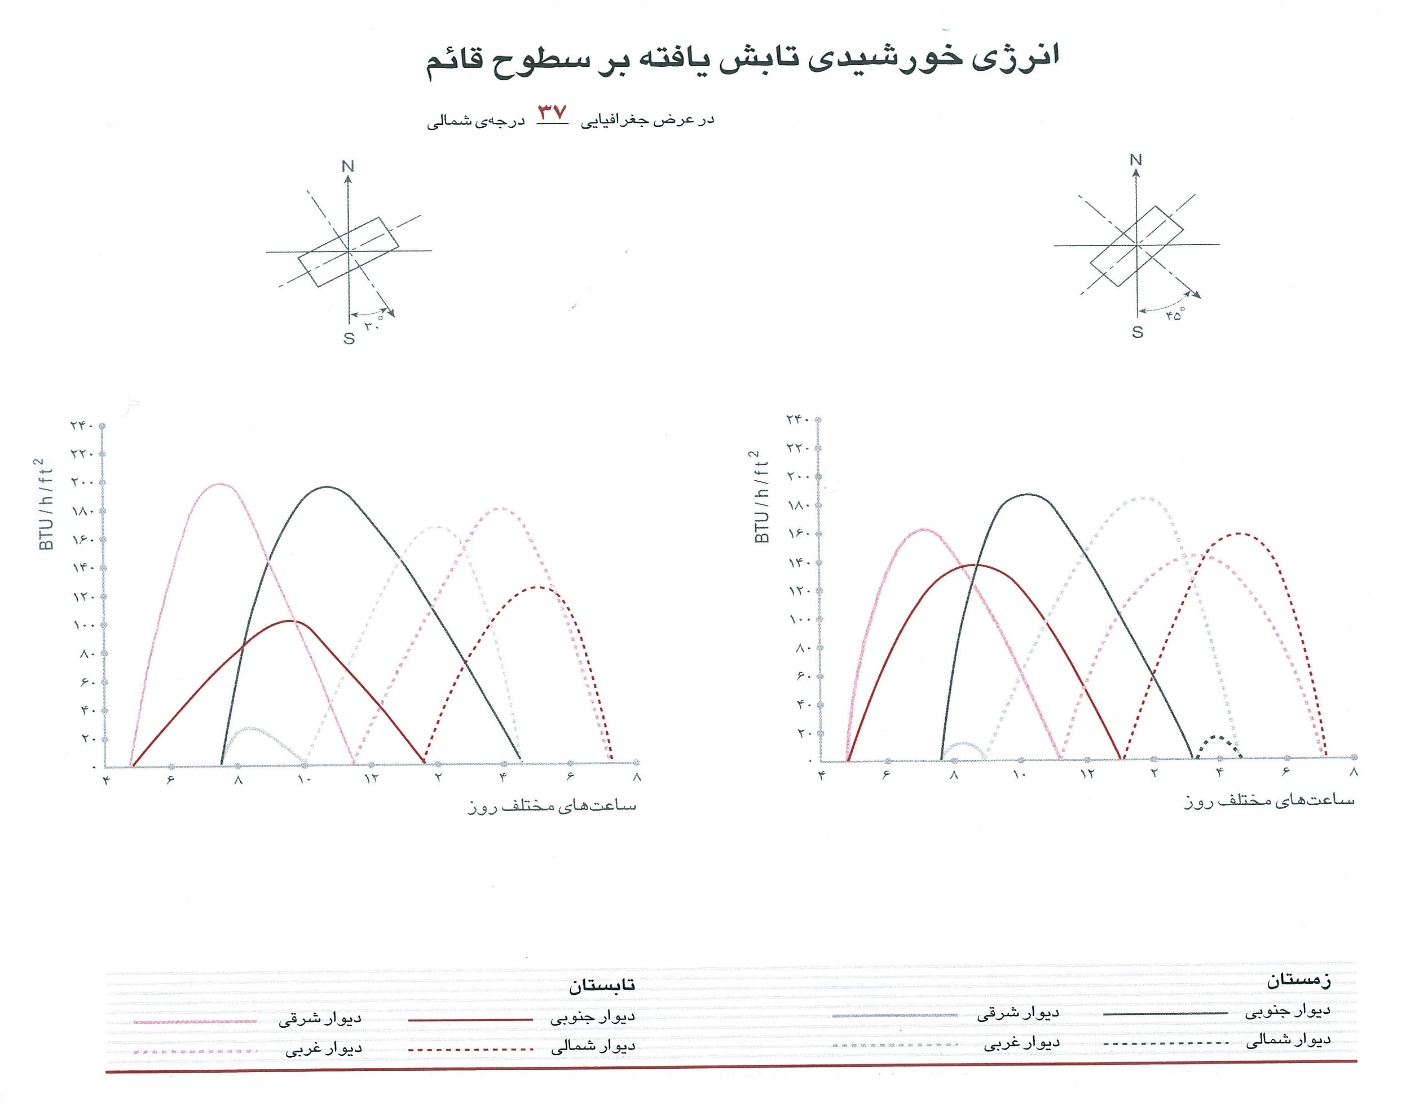 انرژی خورشیدی تابش یافته بر سطوح قائم
در عرض جغرافیایی ۳۷ درجه‌ی شمالی
N
S
۳۰°
N
S
۴۵°
BTU / h / ft²
۲۴۰
۲۲۰
۲۰۰
۱۸۰
۱۶۰
۱۴۰
۱۲۰
۱۰۰
۸۰
۶۰
۴۰
۲۰
۰
۴ ۶ ۸ ۱۰ ۱۲ ۲ ۴ ۶ ۸
ساعت‌های مختلف روز
BTU / h / ft²
۲۴۰
۲۲۰
۲۰۰
۱۸۰
۱۶۰
۱۴۰
۱۲۰
۱۰۰
۸۰
۶۰
۴۰
۲۰
۰
۴ ۶ ۸ ۱۰ ۱۲ ۲ ۴ ۶ ۸
ساعت‌های مختلف روز
زمستان
دیوار جنوبی دیوار شرقی
دیوار شمالی دیوار غربی
تابستان
دیوار جنوبی دیوار شرقی
دیوار شمالی دیوار غربی